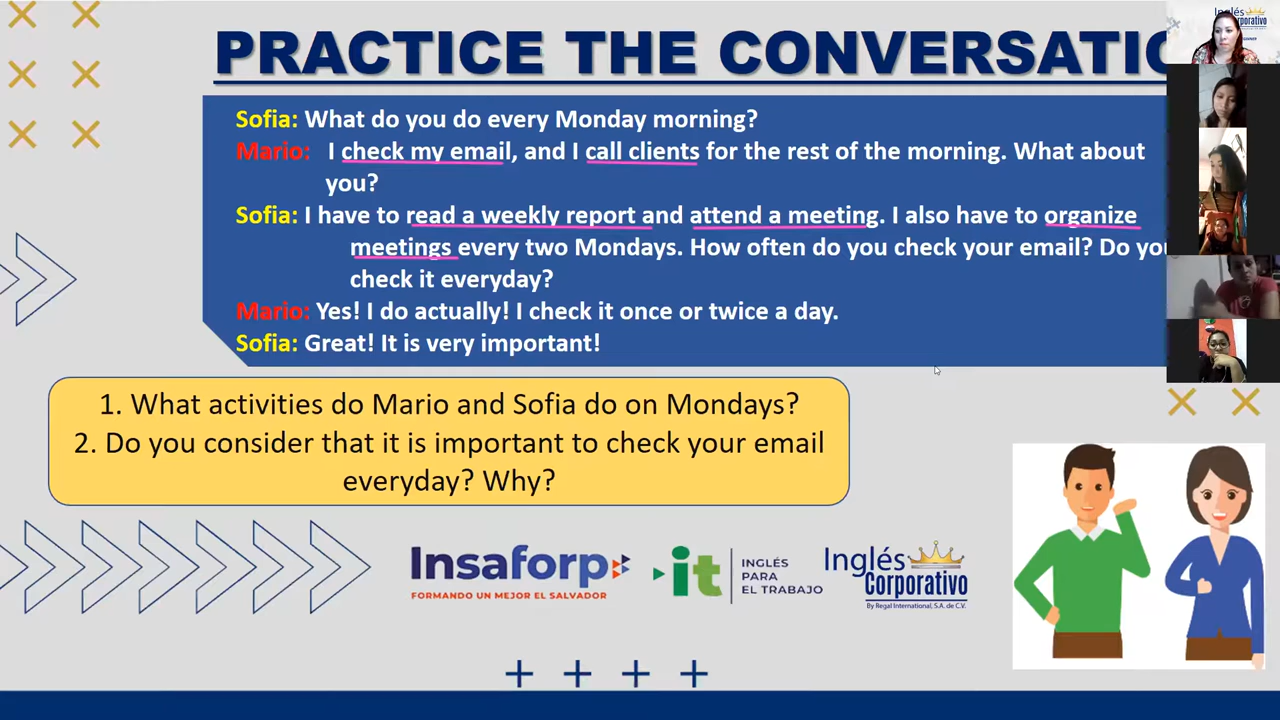 PRACTICE THE CONVERSATIO
Sofia: What do you do every Monday morning?
Mario: I check my email, and I call clients for the rest of the morning. What about
you?
Sofia: I have to read a weekly report and attend a meeting. I also have to organize
meetings every two Mondays. How often do you check your email? Do you
check it everyday?
Mario: Yes! I do actually! I check it once or twice a day.
Sofia: Great! It is very important!
1. What activities do Mario and Sofia do on Mondays?
2. Do you consider that it is important to check your email
everyday? Why?
Insaforp
FORMANDO UN MEJOR EL SALVADOR
it
INGLÉS
PARA
EL TRABAJO
Inglés
Corporativo
By Regal International, S.A. de C.V.
Inglés
Corporativo